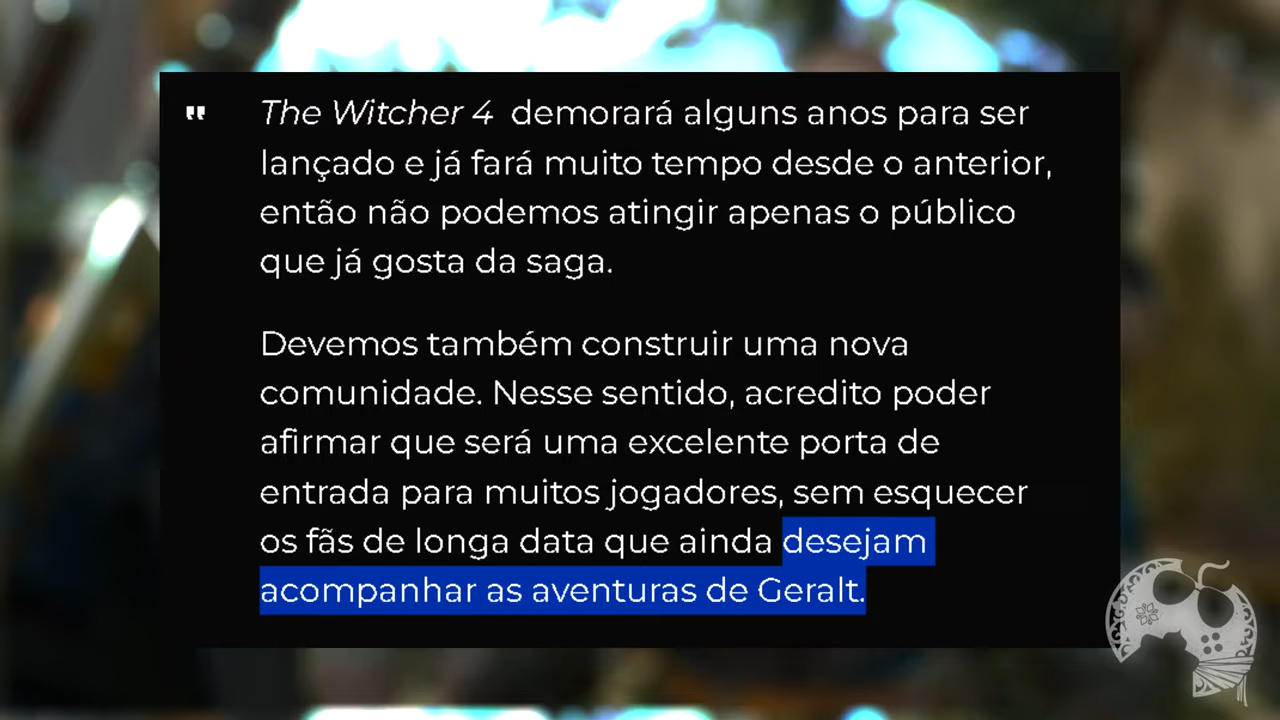 "
The Witcher 4 demorará alguns anos para ser
lançado e já fará muito tempo desde o anterior,
então não podemos atingir apenas o público
que já gosta da saga.
Devemos também construir uma nova
comunidade. Nesse sentido, acredito poder
afirmar que será uma excelente porta de
entrada para muitos jogadores, sem esquecer
os fãs de longa data que ainda desejam
acompanhar as aventuras de Geralt.